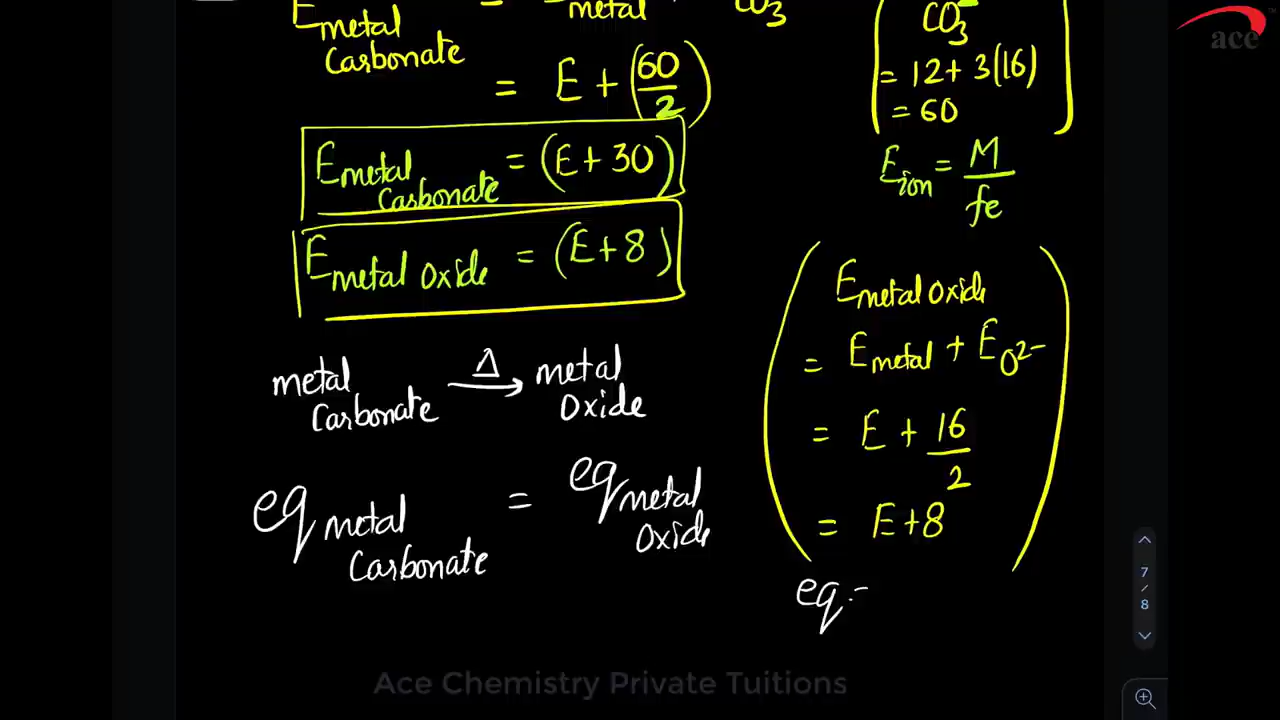 E metal Carbonate = E metal + CO3
= E + (60/2)
E metal Carbonate = (E + 30)
E metal Oxide = (E + 8)
metal Carbonate Δ→ metal Oxide
eq metal Carbonate = eq metal Oxide
CO3
= 12 + 3(16)
= 60
E ion = M/fe
E metal Oxide
= E metal + E O2-
= E + 16/2
= E+8
eq =
ace
7
/
8
Ace Chemistry Private Tuitions